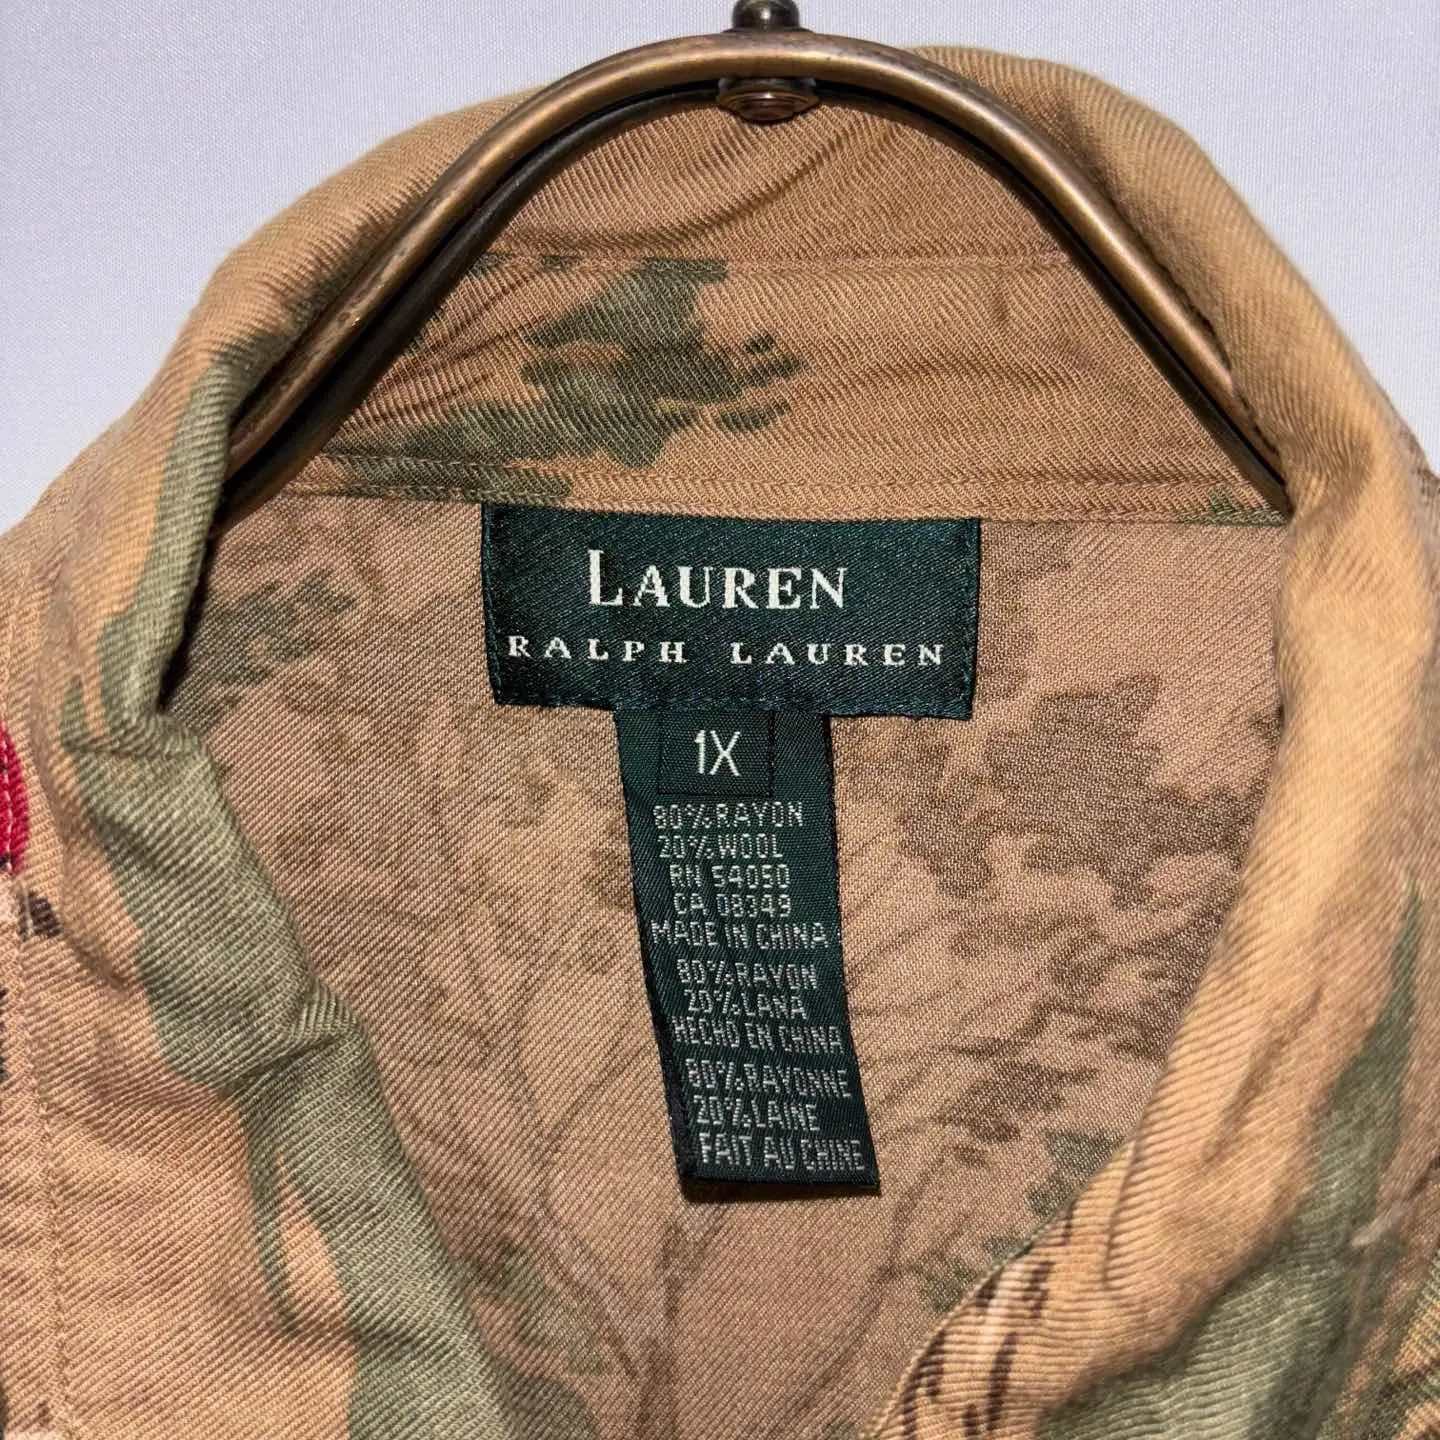 LAUREN
RALPH LAUREN
1X
80%RAYON
20%WOOL
RN 54050
CA 08349
MADE IN CHINA
80%RAYON
20%LANA
HECHO EN CHINA
80%RAYONNE
20%LAINE
FAIT AU CHINE